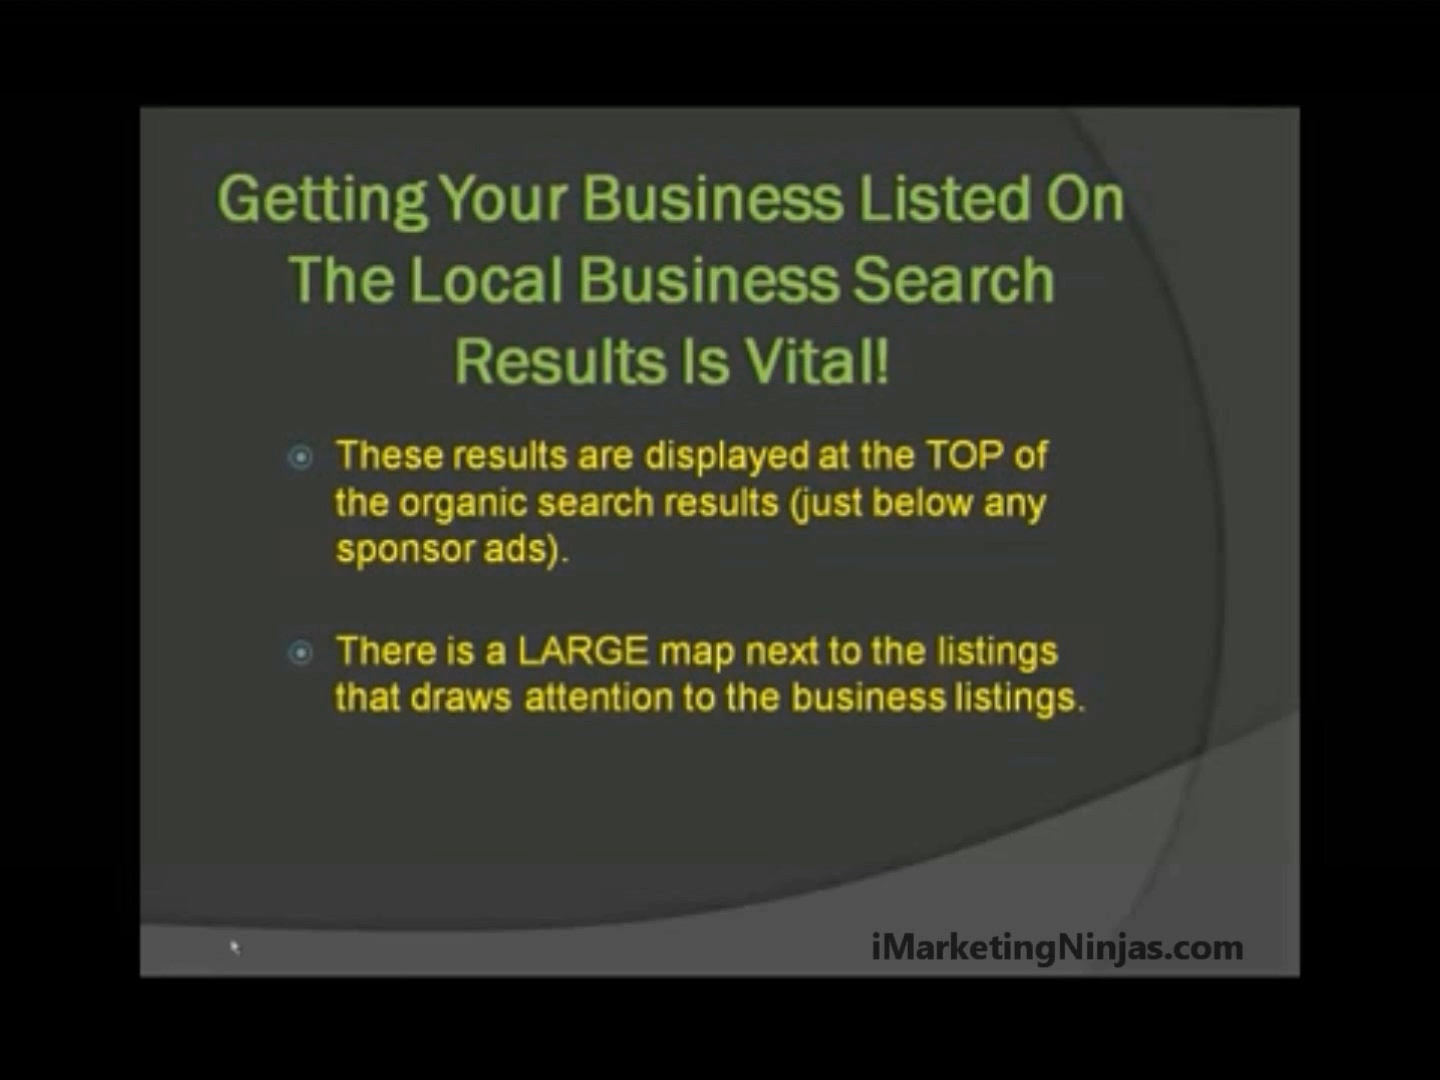 Getting Your Business Listed On
The Local Business Search
Results Is Vital!
These results are displayed at the TOP of
the organic search results (just below any
sponsor ads).
There is a LARGE map next to the listings
that draws attention to the business listings.
iMarketingNinjas.com